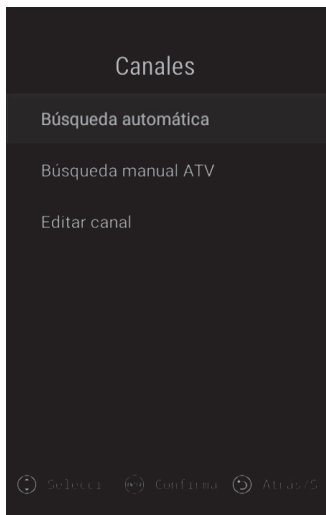 Canales
Búsqueda automática
Búsqueda manual ATV
Editar canal
Selecci Confirma Atras/S